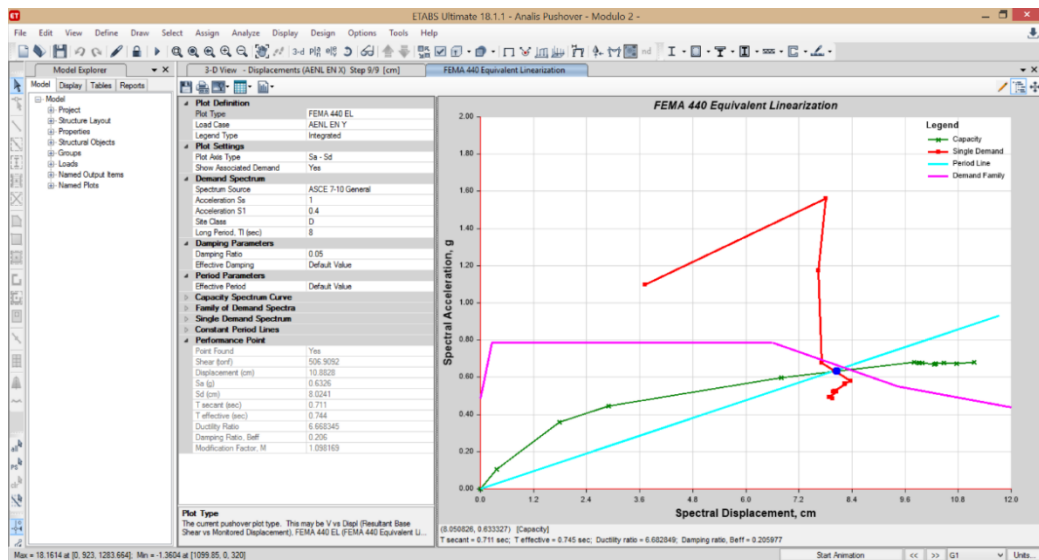 ETABS Ultimate 18.1.1 - Analis Pushover - Modulo 2 -
File Edit View Define Draw Select Assign Analyze Display Design Options Tools Help
Model Explorer
3-D View - Displacements (AENL EN X) Step 9/9 [cm]
FEMA 440 Equivalent Linearization
Model Display Tables Reports
Model
Project
Structure Layout
Properties
Structural Objects
Groups
Loads
Named Output Items
Named Plots
Plot Definition
Plot Type FEMA 440 EL
Load Case AENL EN Y
Legend Type Integrated
Plot Settings
Plot Axis Type Sa - Sd
Show Associated Demand Yes
Demand Spectrum
Spectrum Source ASCE 7-10 General
Acceleration Ss 1
Acceleration S1 0.4
Site Class D
Long Period, Tl (sec) 8
Damping Parameters
Damping Ratio 0.05
Effective Damping Default Value
Period Parameters
Effective Period Default Value
Capacity Spectrum Curve
Family of Demand Spectra
Single Demand Spectrum
Constant Period Lines
Performance Point
Point Found Yes
Shear (tonf) 506.9092
Displacement (cm) 10.8828
Sa (g) 0.6326
Sd (cm) 8.0241
T secant (sec) 0.711
T effective (sec) 0.744
Ductility Ratio 6.668345
Damping Ratio, Beff 0.206
Modification Factor, M 1.098169
Plot Type
The current pushover plot type. This may be V vs Displ (Resultant Base
Shear vs Monitored Displacement), FEMA 440 EL (FEMA 440 Equivalent Li...
FEMA 440 Equivalent Linearization
Legend
Capacity
Single Demand
Period Line
Demand Family
Spectral Acceleration, g
2.00
1.60
1.20
0.80
0.60
0.40
0.20
0.00
0.0 1.2 2.4 3.6 4.8 6.0 7.2 8.4 9.6 10.8 12.0
Spectral Displacement, cm
(8.050826, 0.633327) [Capacity]
T secant = 0.711 sec; T effective = 0.745 sec; Ductility ratio = 6.682849; Damping ratio, Beff = 0.205977
Max = 18.1614 at [0, 923, 1283.664]; Min = -1.3604 at [1099.85, 0, 320]
Start Animation << >> G1 Units...